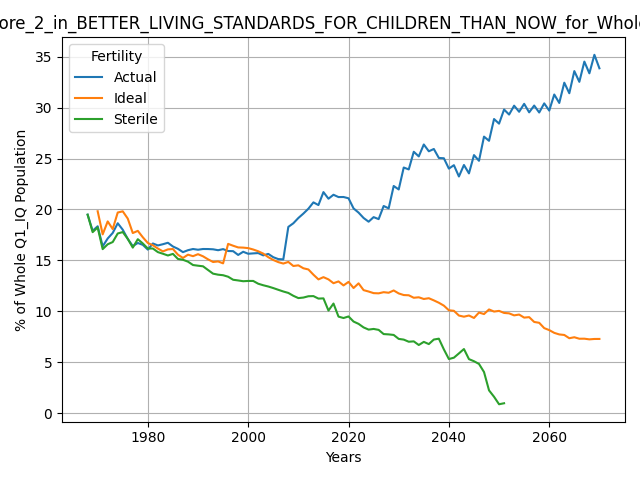 ore_2_in_BETTER_LIVING_STANDARDS_FOR_CHILDREN_THAN_NOW_for_Whole
Fertility
Actual
Ideal
Sterile
% of Whole Q1_IQ Population
35
30
25
20
15
10
5
0
1980
2000
2020
2040
2060
Years